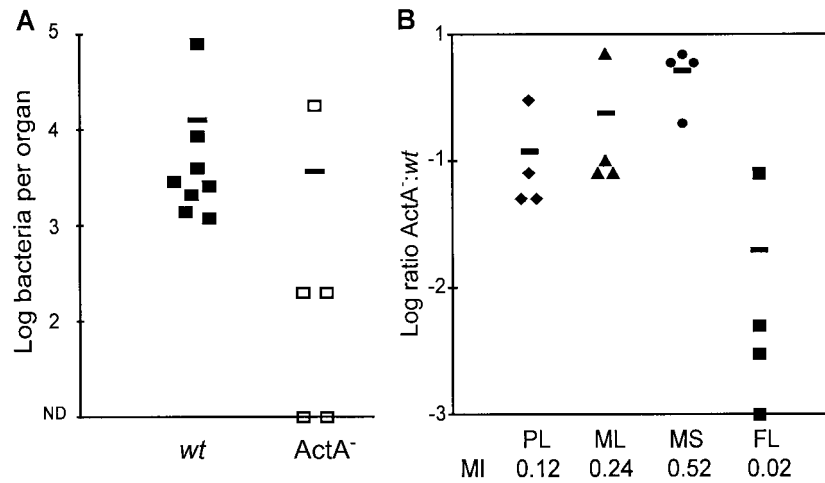 A
Log bacteria per organ
5
4
3
2
ND
wt
ActA-
B
Log ratio ActA-:wt
1
-1
-2
-3
PL ML MS FL
MI 0.12 0.24 0.52 0.02